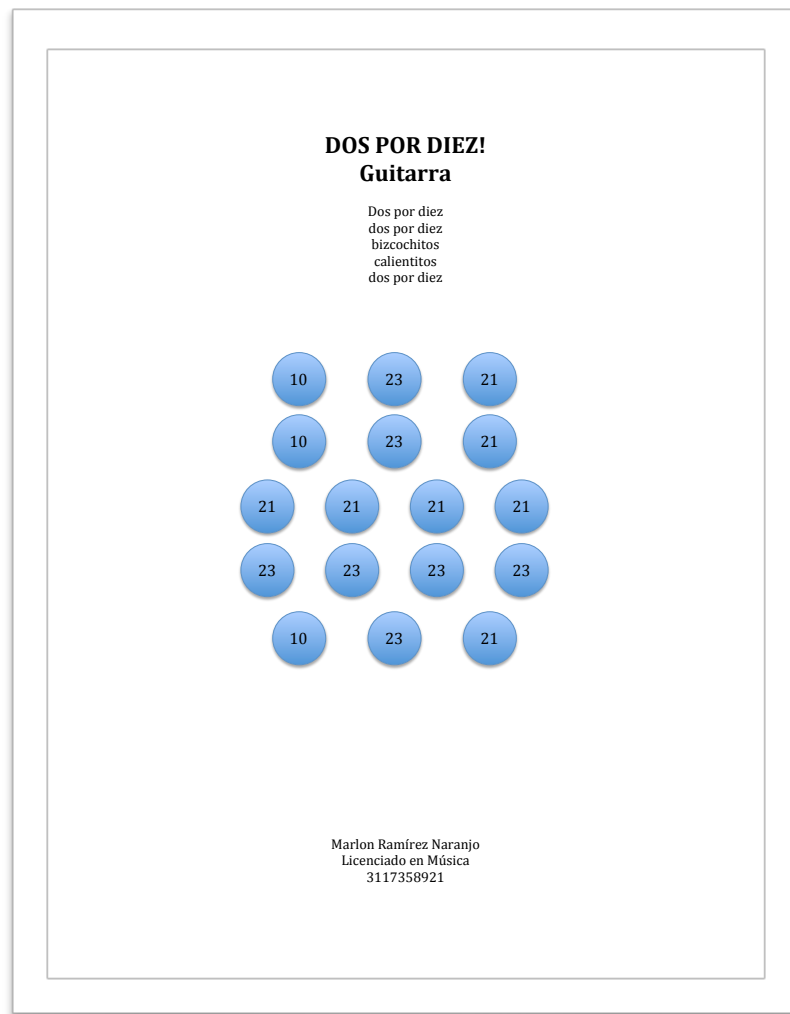 DOS POR DIEZ!
Guitarra
Dos por diez
dos por diez
bizcochitos
calientitos
dos por diez
10 23 21
10 23 21
21 21 21 21
23 23 23 23
10 23 21
Marlon Ramírez Naranjo
Licenciado en Música
3117358921